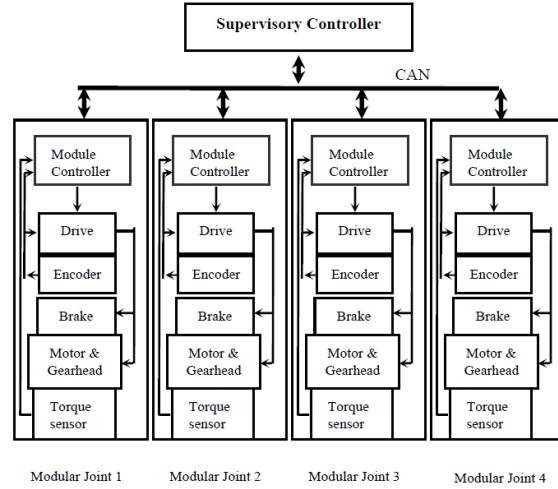 Supervisory Controller
CAN
Module
Controller
Drive
Encoder
Brake
Motor &
Gearhead
Torque
sensor
Modular Joint 1
Module
Controller
Drive
Encoder
Brake
Motor &
Gearhead
Torque
sensor
Modular Joint 2
Module
Controller
Drive
Encoder
Brake
Motor &
Gearhead
Torque
sensor
Modular Joint 3
Module
Controller
Drive
Encoder
Brake
Motor &
Gearhead
Torque
sensor
Modular Joint 4